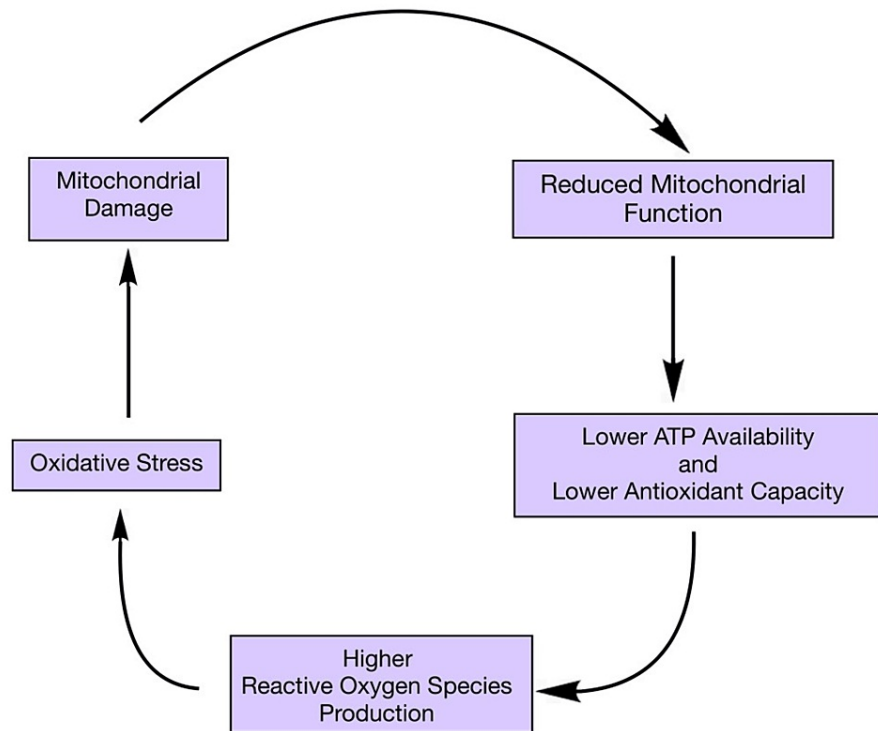 Mitochondrial
Damage
Reduced Mitochondrial
Function
Lower ATP Availability
and
Lower Antioxidant Capacity
Higher
Reactive Oxygen Species
Production
Oxidative Stress